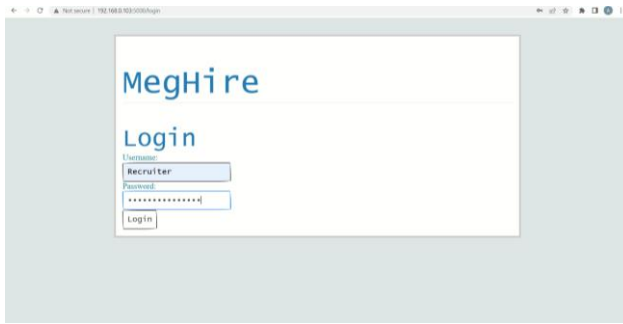 Not secure | 192.168.0.103:5000/login
MegHire
Login
Username:
Recruiter
Password:
Login